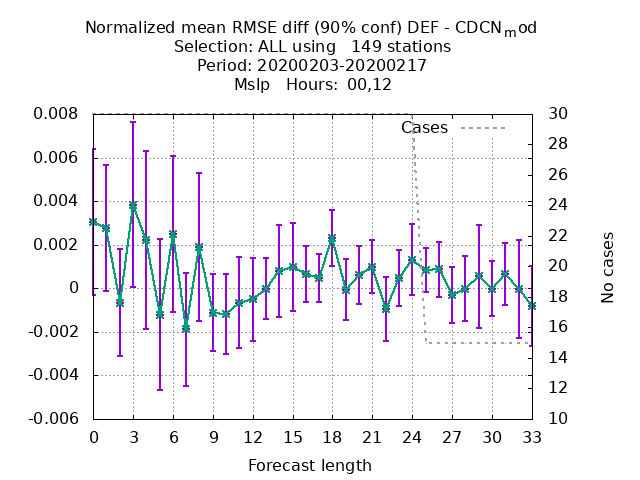 Normalized mean RMSE diff (90% conf) DEF - CDCNmod
Selection: ALL using 149 stations
Period: 20200203-20200217
Mslp Hours: 00,12
0.008
0.006
0.004
0.002
0
-0.002
-0.004
-0.006
Cases
30
28
26
24
22
20
18
16
14
12
10
No cases
0 3 6 9 12 15 18 21 24 27 30 33
Forecast length